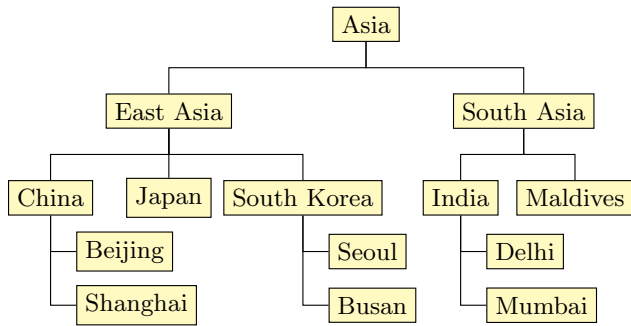 Asia
East Asia
South Asia
China
Japan
South Korea
India
Maldives
Beijing
Seoul
Delhi
Shanghai
Busan
Mumbai